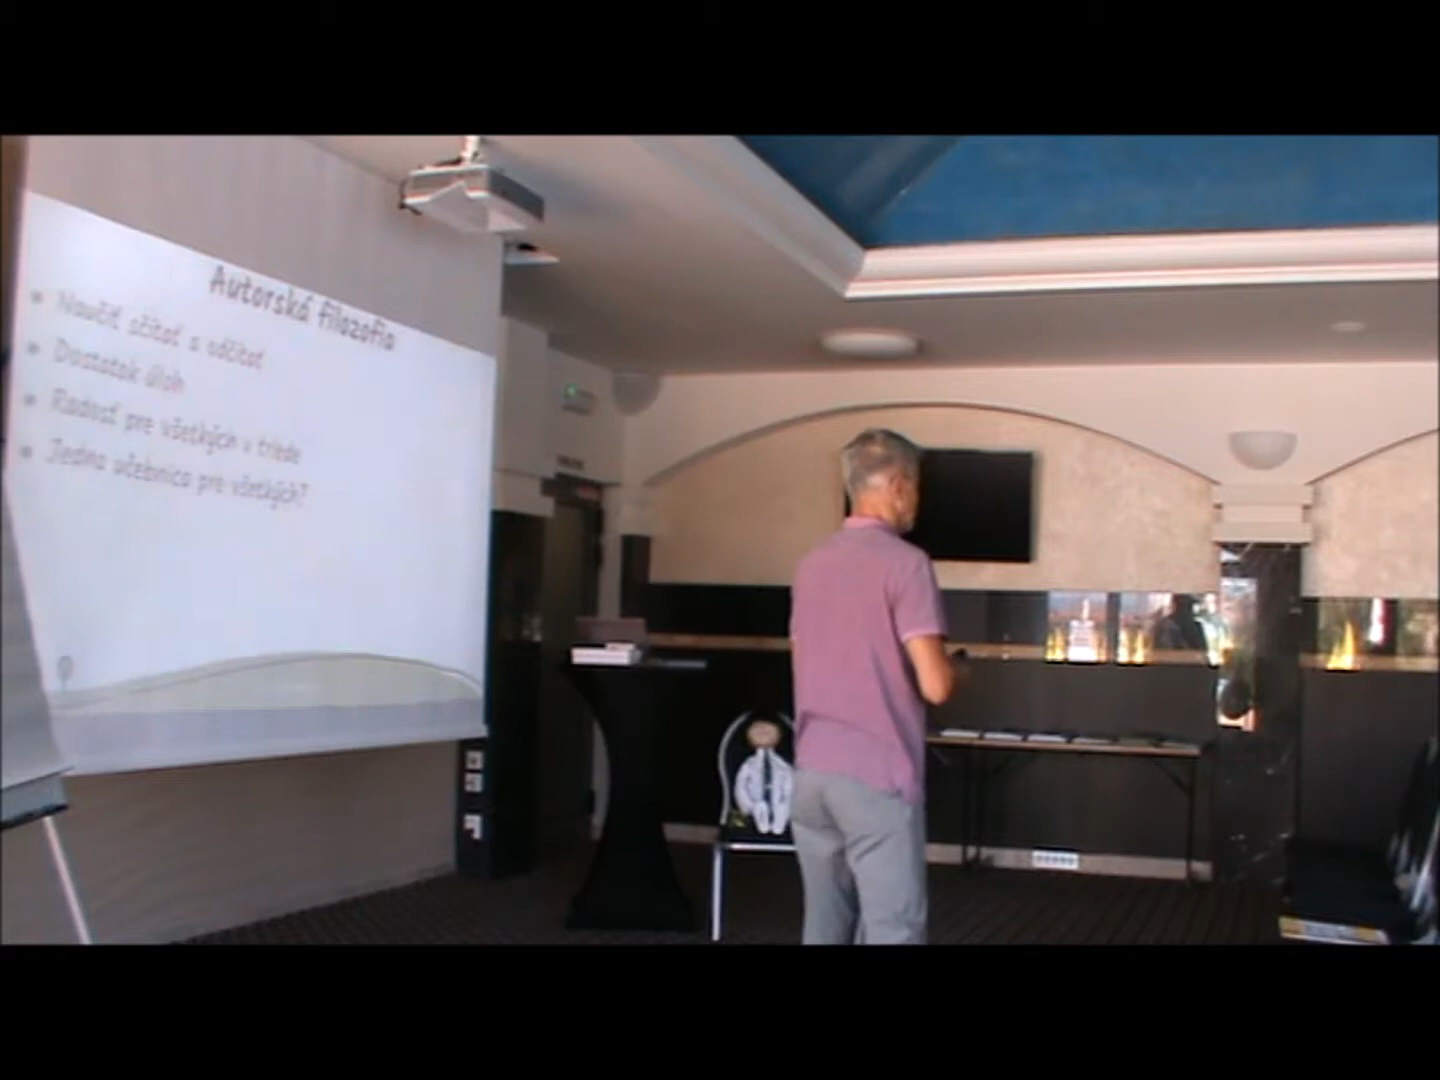 Autorská filozofia
Naučiť sčítať a odčítať
Dostatok úloh
Radosť pre všetkých v triede
Jedna učebnica pre všetkých?